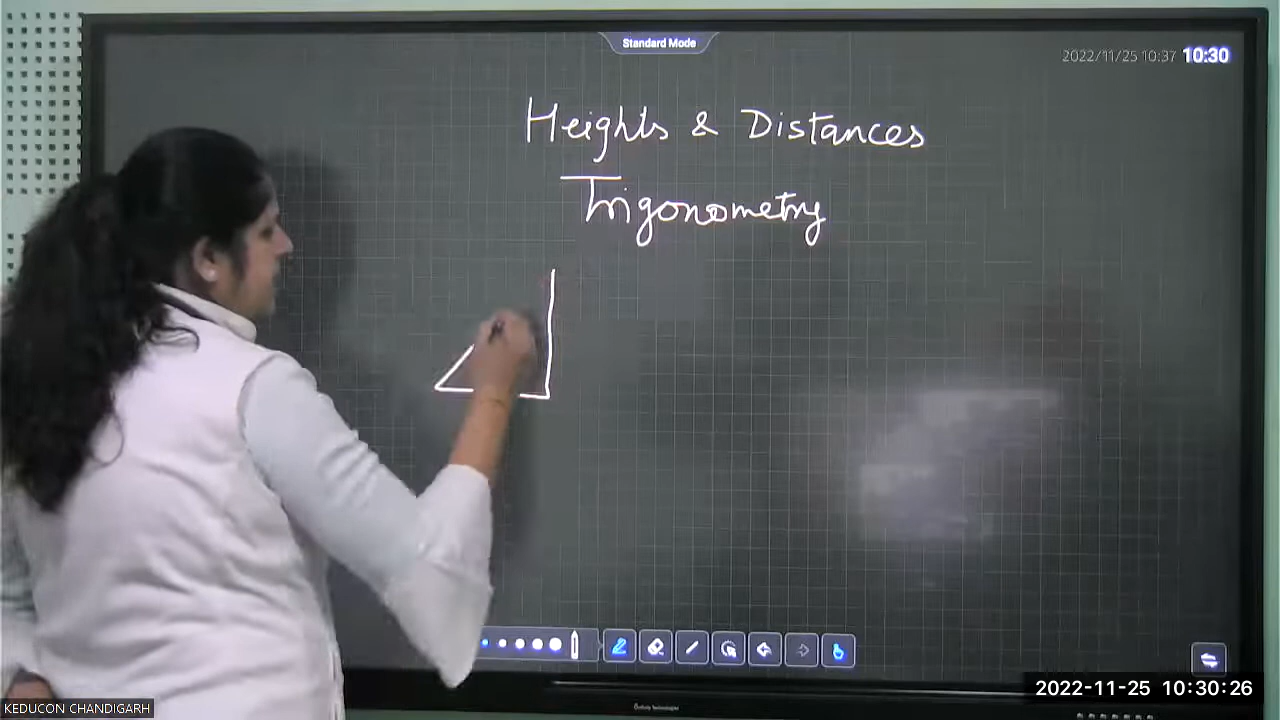 Standard Mode
2022/11/25 10:37 10:30
Heights & Distances
Trigonometry
2022-11-25 10:30:26
KEDUCON CHANDIGARH